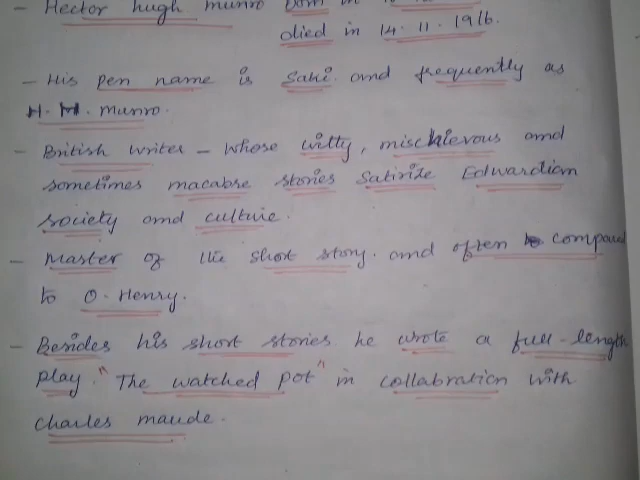 - Hector hugh munro born in
died in 14.11.1916.
- His pen name is Saki and frequently as
H. H. munro.
- British writer - whose witty, mischievous and
sometimes macabse stories Satirize Edwardian
society and culture.
- Master of the short story. and often compared
to O. Henry.
- Besides his short stories he wrote a full-length
play. "The watched pot" in collabration with
charles maude.